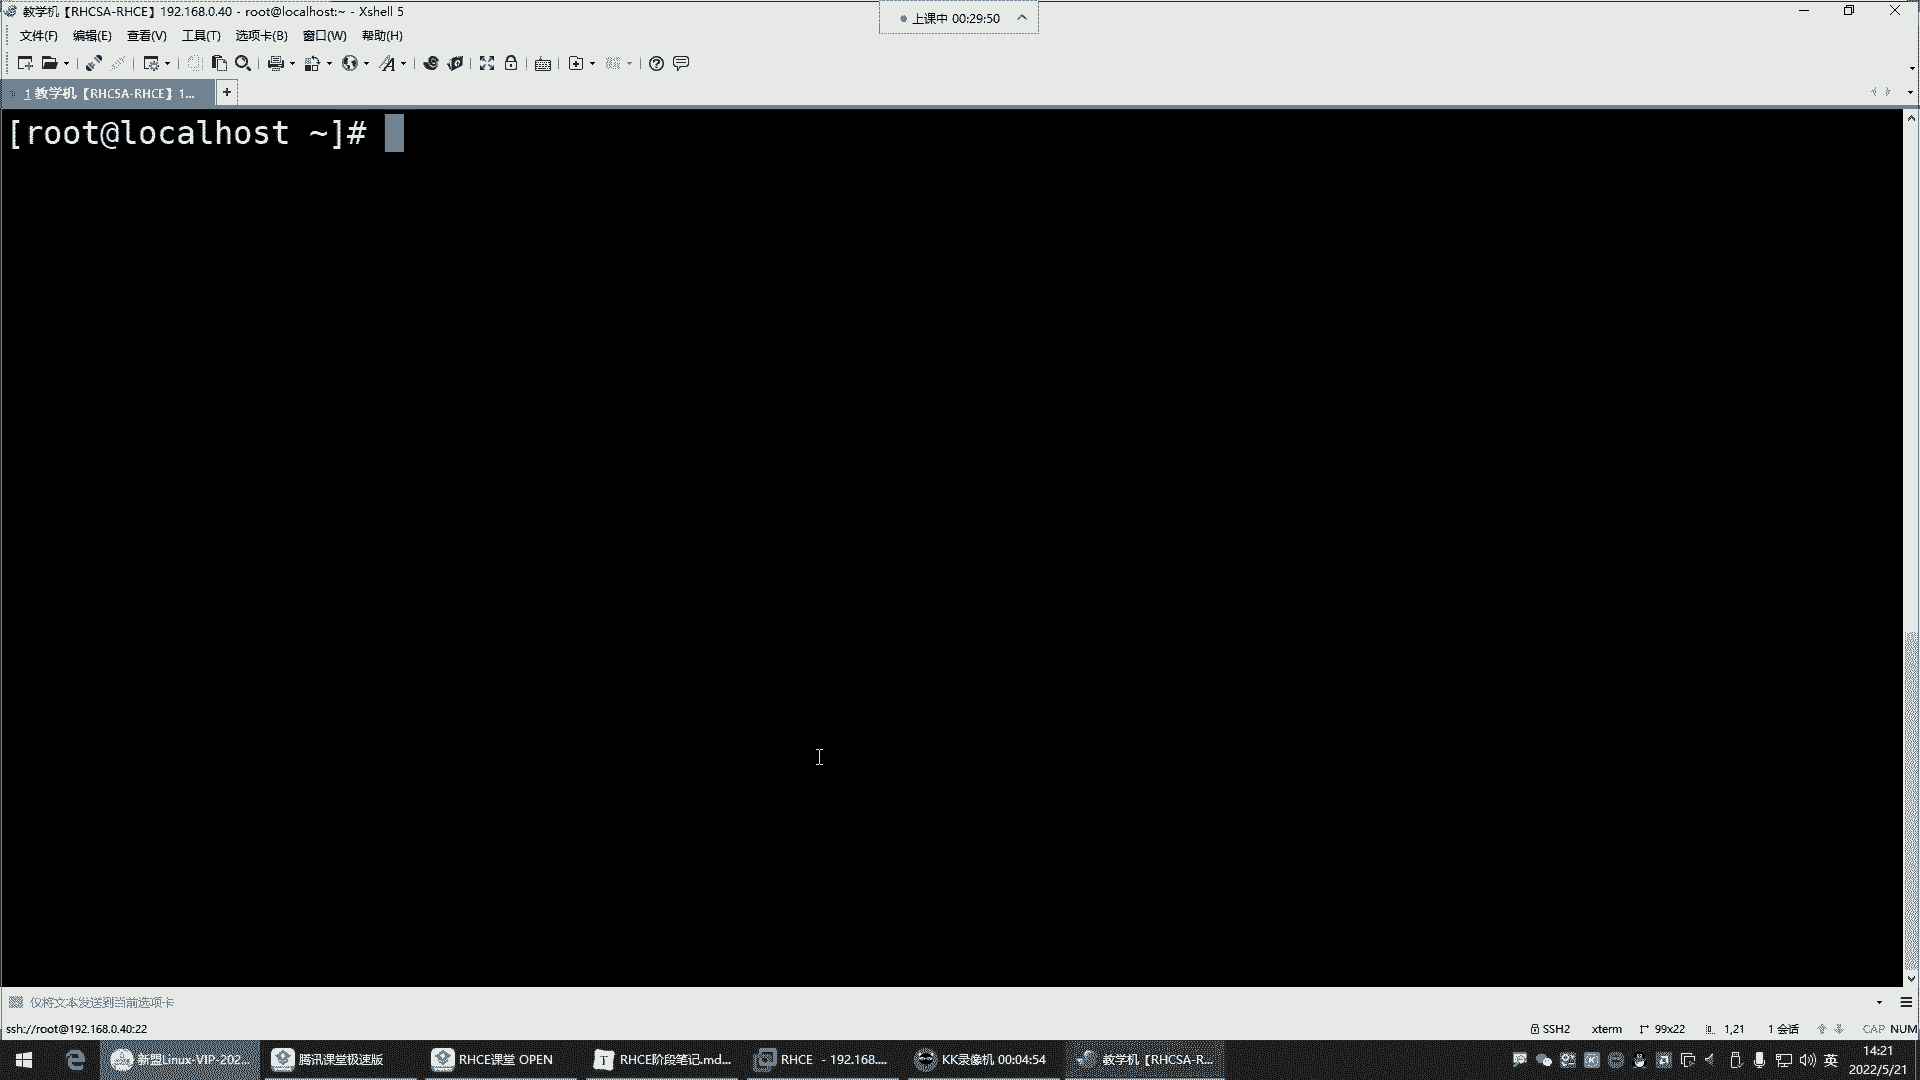 教学机【RHCSA-RHCE】192.168.0.40 - root@localhost:~ - Xshell 5
上课中 00:29:50
文件(F) 编辑(E) 查看(V) 工具(T) 选项卡(B) 窗口(W) 帮助(H)
1 教学机【RHCSA-RHCE】1...
[root@localhost ~]#
仅将文本发送到当前选项卡
ssh://root@192.168.0.40:22
SSH2 xterm 99x22 1,21 1 会话 CAP NUM
新盟Linux-VIP-202... 腾讯课堂极速版 RHCE课堂 OPEN RHCE阶段笔记.md... RHCE - 192.168.... KK录像机 00:04:54 教学机【RHCSA-R... 英 14:21
2022/5/21